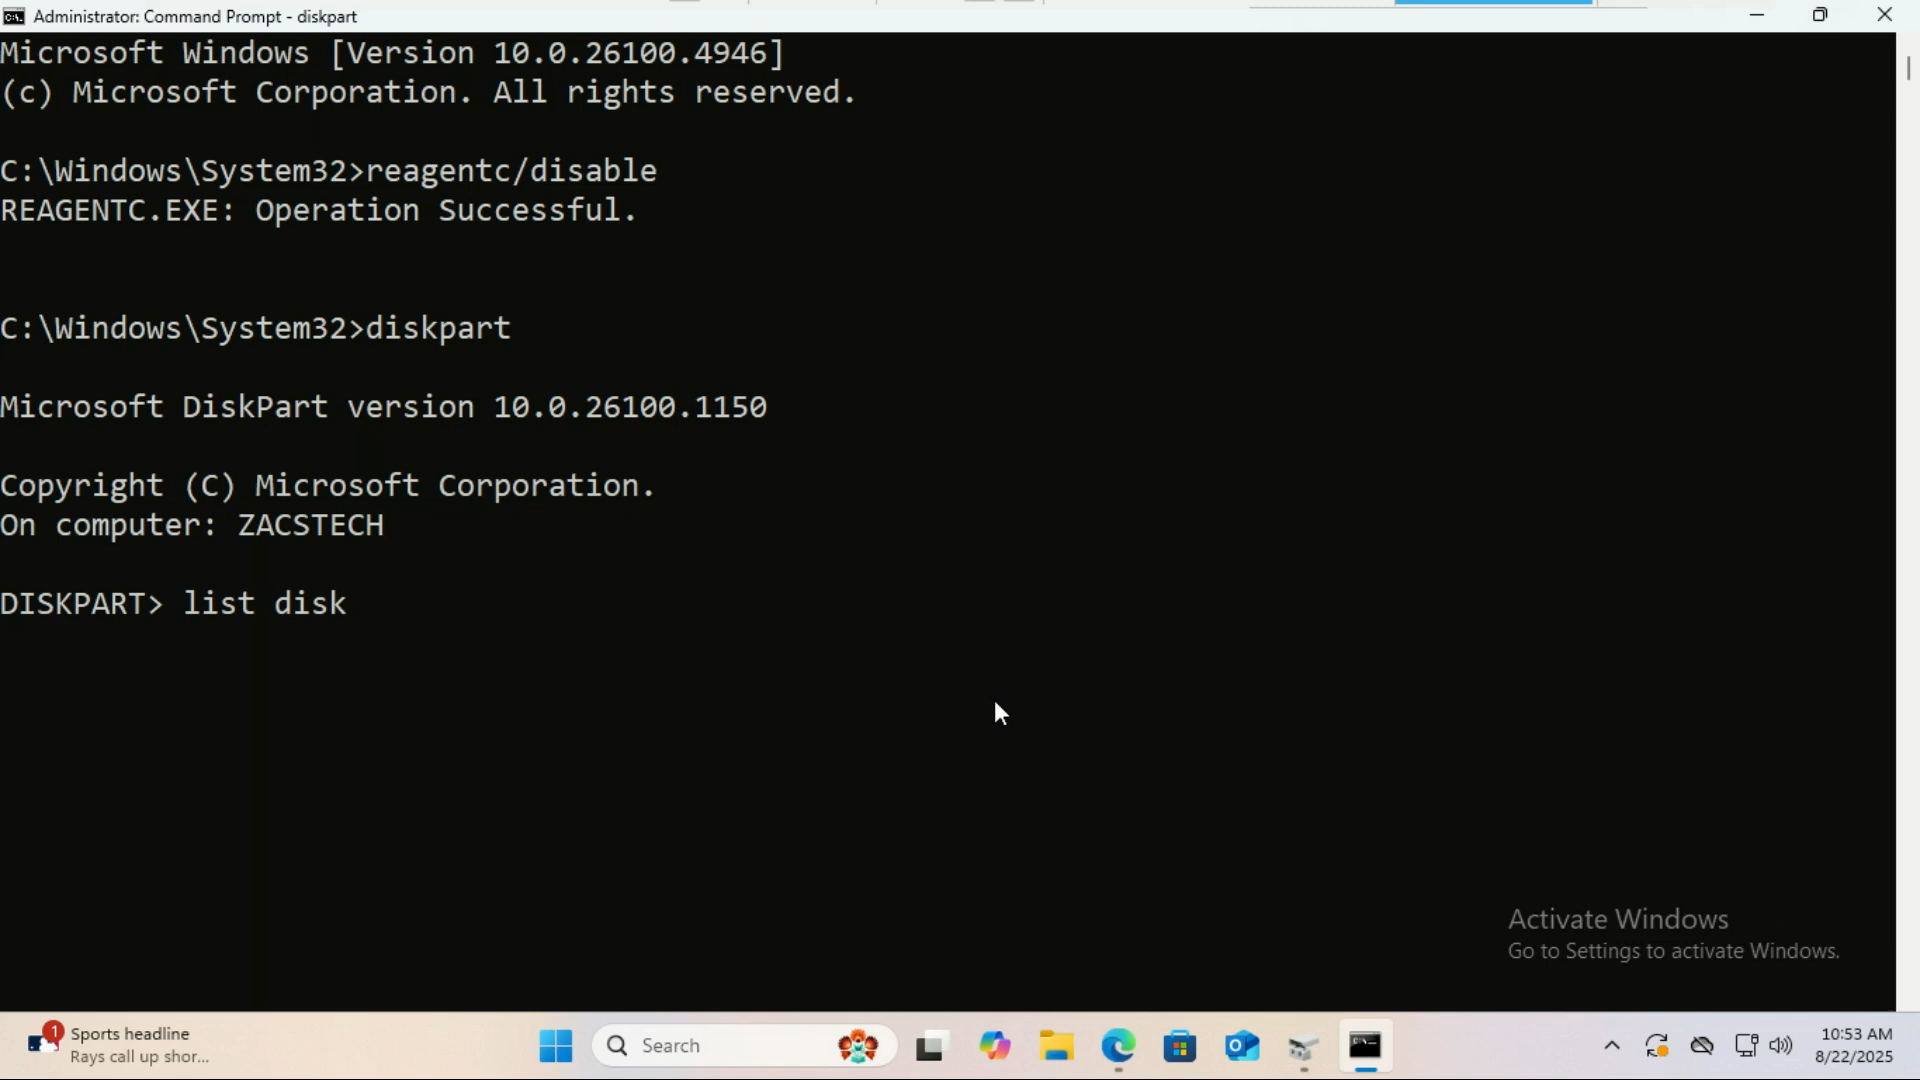 Administrator: Command Prompt - diskpart
Microsoft Windows [Version 10.0.26100.4946]
(c) Microsoft Corporation. All rights reserved.
C:\Windows\System32>reagentc/disable
REAGENTC.EXE: Operation Successful.
C:\Windows\System32>diskpart
Microsoft DiskPart version 10.0.26100.1150
Copyright (C) Microsoft Corporation.
On computer: ZACSTECH
DISKPART> list disk
Activate Windows
Go to Settings to activate Windows.
1
Sports headline
Rays call up shor...
Search
10:53 AM
8/22/2025